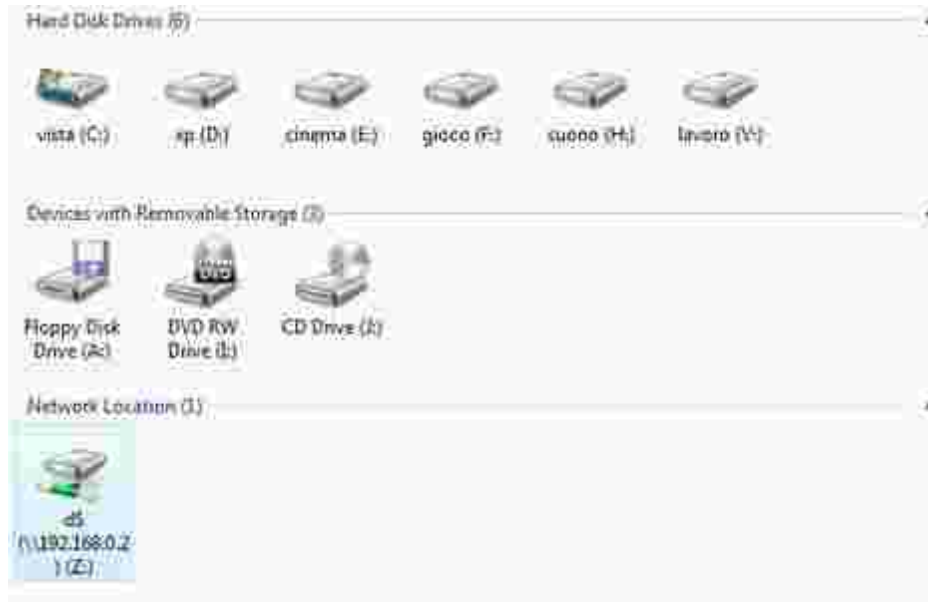 Hard Disk Drives (6)
vista (C:) xp (D:) cinema (E:) gioco (F:) suono (H:) lavoro (V:)
Devices with Removable Storage (3)
Floppy Disk Drive (A:)
DVD RW Drive (I:)
CD Drive (J:)
Network Location (1)
(\\192.168.0.2
) (Z:)